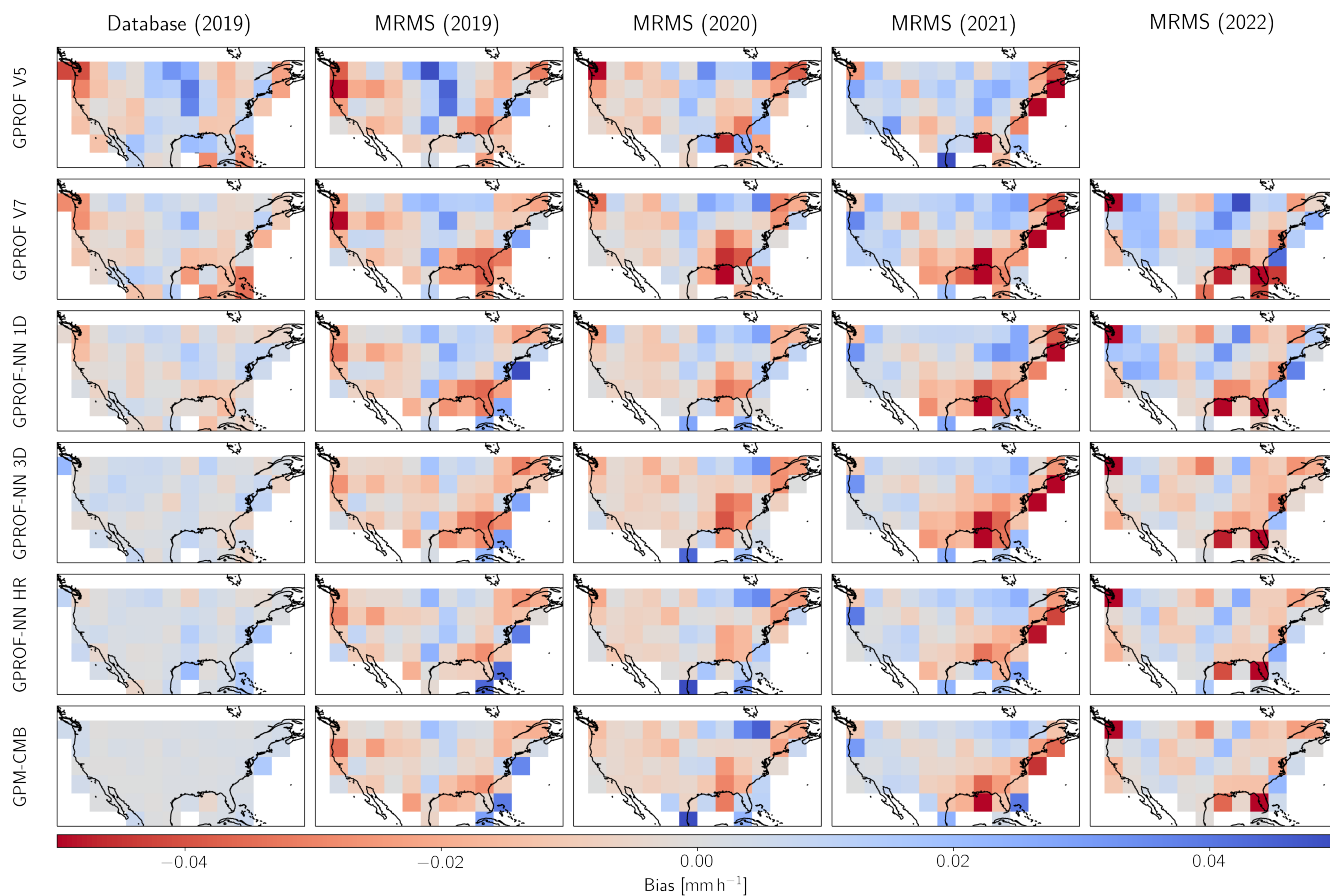 Database (2019) MRMS (2019) MRMS (2020) MRMS (2021) MRMS (2022)
GPROF V5
GPROF V7
GPROF-NN 1D
GPROF-NN 3D
GPROF-NN HR
GPM-CMB
−0.04 −0.02 0.00 0.02 0.04
Bias [mm h⁻¹]